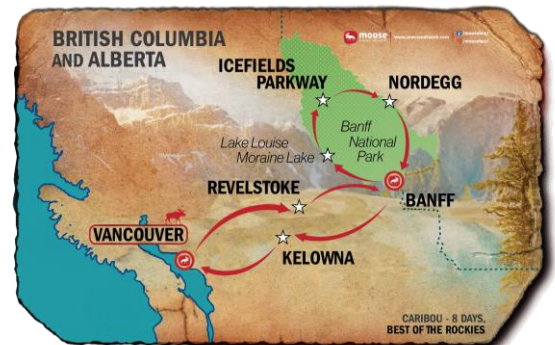 BRITISH COLUMBIA
AND ALBERTA
moose
ICEFIELDS
PARKWAY
NORDEGG
Lake Louise
Moraine Lake
Banff
National
Park
REVELSTOKE
BANFF
VANCOUVER
KELOWNA
CARIBOU - 8 DAYS,
BEST OF THE ROCKIES